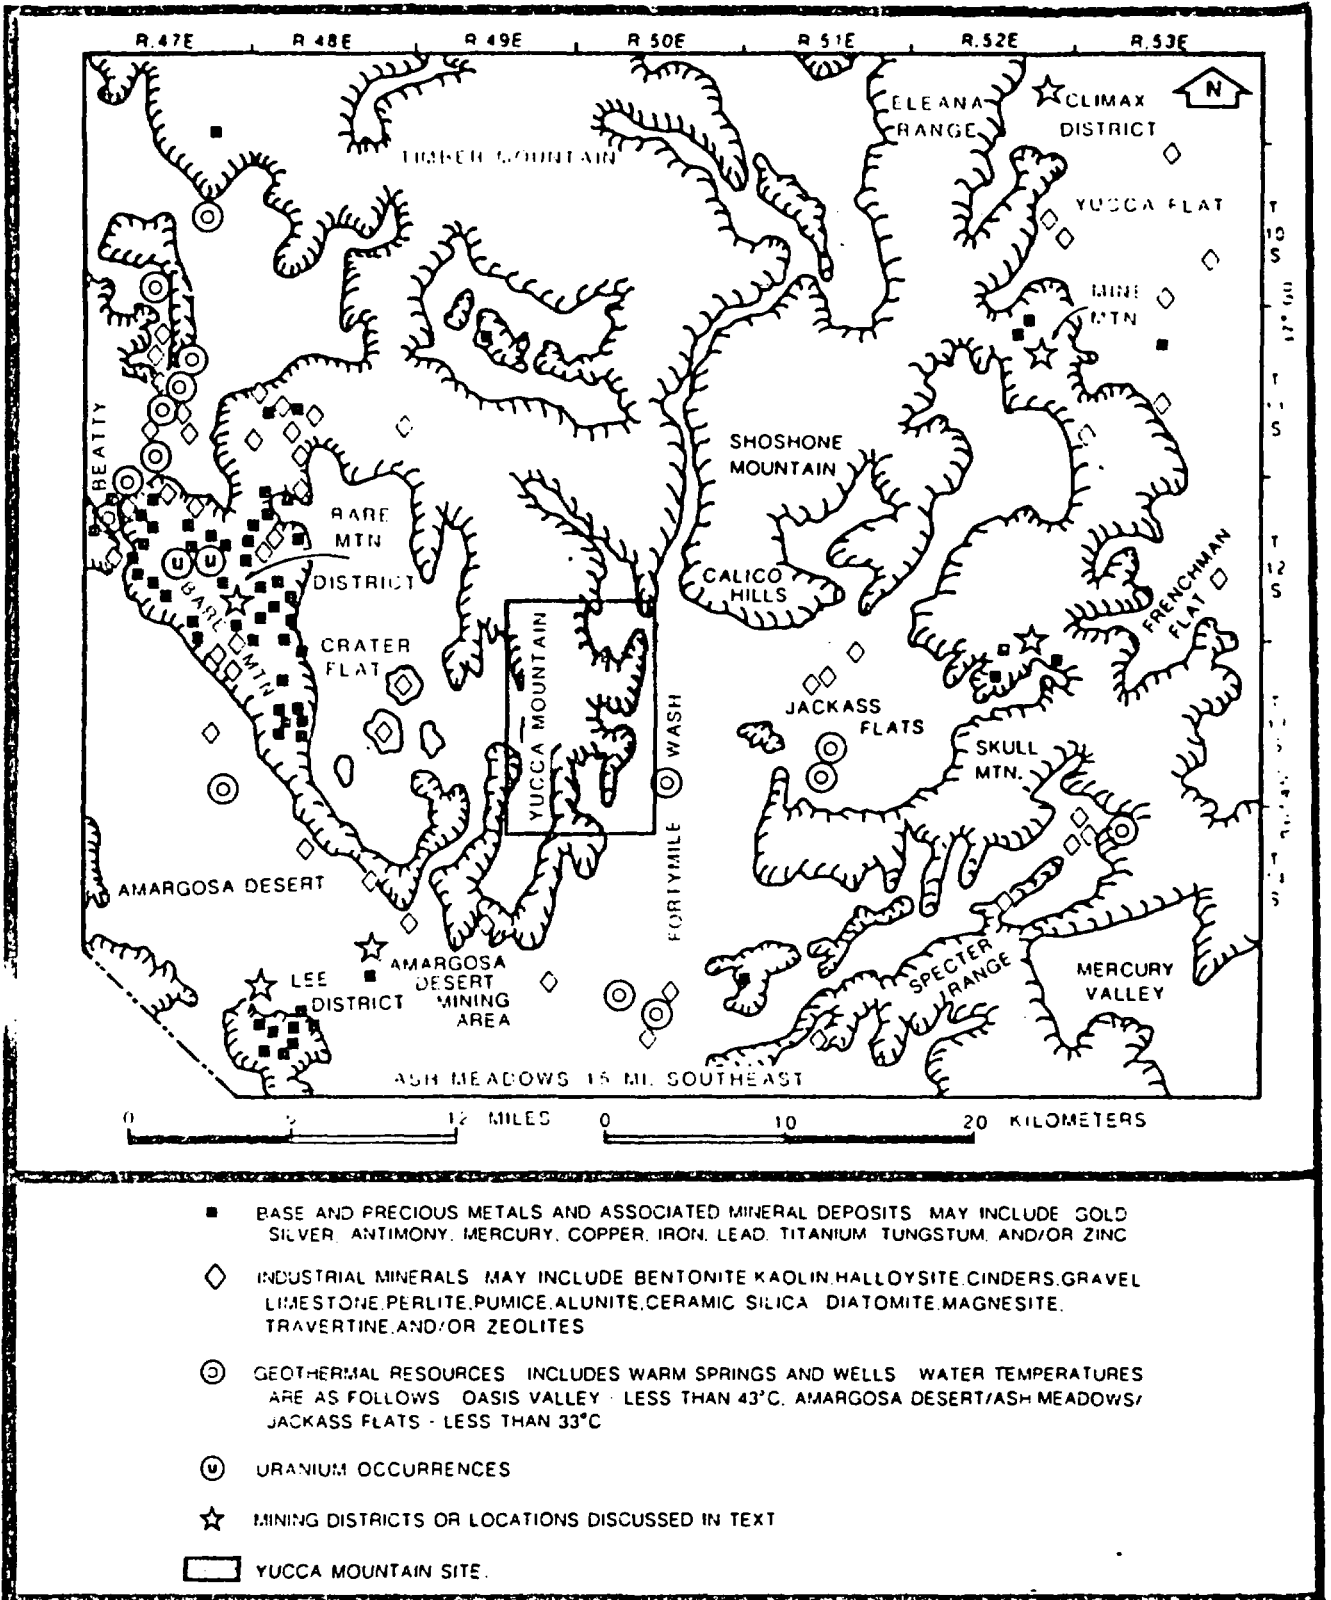 R.47E R.48E R.49E R.50E R.51E R.52E R.53E
N
ELEANA
RANGE
CLIMAX
DISTRICT
TIMBER MOUNTAIN
YUCCA FLAT
T
10
S
MINE
MTN
T
S
BEATTY
SHOSHONE
MOUNTAIN
BARE
MTN
DISTRICT
T
12
S
FRENCHMAN
FLAT
CALICO
HILLS
BARE MTN
CRATER
FLAT
YUCCA MOUNTAIN
FORTYMILE WASH
JACKASS
FLATS
SKULL
MTN.
T
S
AMARGOSA DESERT
AMARGOSA
DESERT
MINING
AREA
LEE
DISTRICT
SPECTER
RANGE
MERCURY
VALLEY
ASH MEADOWS 15 MI. SOUTHEAST
0 12 MILES 0 10 20 KILOMETERS
BASE AND PRECIOUS METALS AND ASSOCIATED MINERAL DEPOSITS MAY INCLUDE GOLD
SILVER, ANTIMONY, MERCURY, COPPER, IRON, LEAD, TITANIUM TUNGSTUM, AND/OR ZINC
INDUSTRIAL MINERALS MAY INCLUDE BENTONITE KAOLIN, HALLOYSITE, CINDERS, GRAVEL
LIMESTONE, PERLITE, PUMICE, ALUNITE, CERAMIC SILICA DIATOMITE, MAGNESITE,
TRAVERTINE, AND/OR ZEOLITES
GEOTHERMAL RESOURCES INCLUDES WARM SPRINGS AND WELLS WATER TEMPERATURES
ARE AS FOLLOWS OASIS VALLEY - LESS THAN 43°C, AMARGOSA DESERT/ASH MEADOWS/
JACKASS FLATS - LESS THAN 33°C
U URANIUM OCCURRENCES
MINING DISTRICTS OR LOCATIONS DISCUSSED IN TEXT
YUCCA MOUNTAIN SITE.